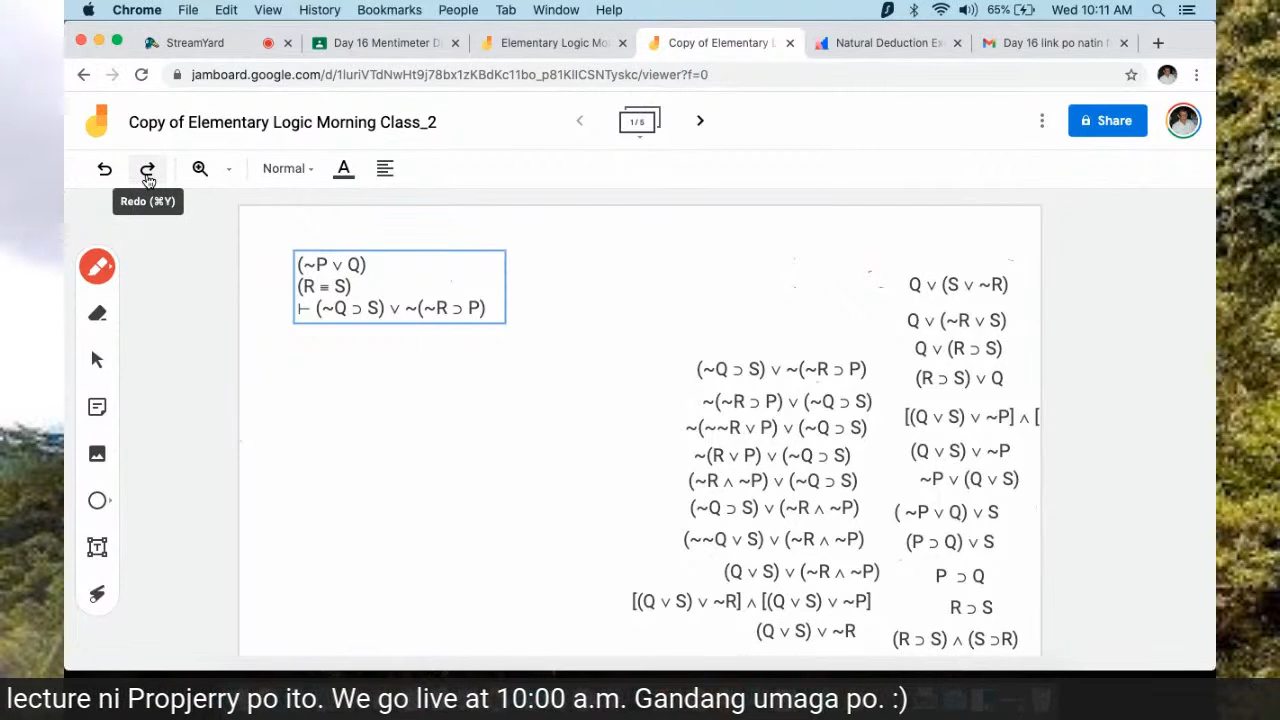 Chrome File Edit View History Bookmarks People Tab Window Help 65% Wed 10:11 AM
StreamYard Day 16 Mentimeter D Elementary Logic Mo Copy of Elementary L Natural Deduction Ex Day 16 link po natin f
jamboard.google.com/d/1luriVTdNwHt9j78bx1zKBdKc11bo_p81KlICSNTyskc/viewer?f=0
Copy of Elementary Logic Morning Class_2 1/5 Share
Normal A
Redo (⌘Y)
(~P ∨ Q)
(R ≡ S)
⊢ (~Q ⊃ S) ∨ ~(~R ⊃ P)
(~Q ⊃ S) ∨ ~(~R ⊃ P)
~(~R ⊃ P) ∨ (~Q ⊃ S)
~(~~R ∨ P) ∨ (~Q ⊃ S)
~(R ∨ P) ∨ (~Q ⊃ S)
(~R ∧ ~P) ∨ (~Q ⊃ S)
(~Q ⊃ S) ∨ (~R ∧ ~P)
(~~Q ∨ S) ∨ (~R ∧ ~P)
(Q ∨ S) ∨ (~R ∧ ~P)
[(Q ∨ S) ∨ ~R] ∧ [(Q ∨ S) ∨ ~P]
(Q ∨ S) ∨ ~R
Q ∨ (S ∨ ~R)
Q ∨ (~R ∨ S)
Q ∨ (R ⊃ S)
(R ⊃ S) ∨ Q
[(Q ∨ S) ∨ ~P] ∧ [
(Q ∨ S) ∨ ~P
~P ∨ (Q ∨ S)
( ~P ∨ Q) ∨ S
(P ⊃ Q) ∨ S
P ⊃ Q
R ⊃ S
(R ⊃ S) ∧ (S ⊃R)
lecture ni Propjerry po ito. We go live at 10:00 a.m. Gandang umaga po. :)